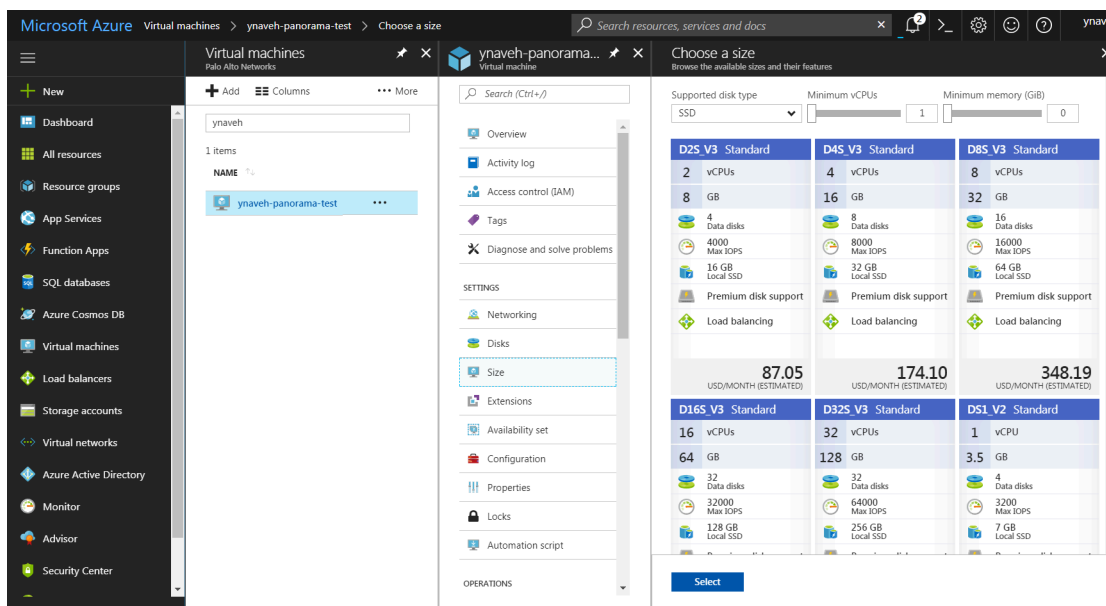 Microsoft Azure Virtual machines > ynaveh-panorama-test > Choose a size
Search resources, services and docs
2
ynav
New
Dashboard
All resources
Resource groups
App Services
Function Apps
SQL databases
Azure Cosmos DB
Virtual machines
Load balancers
Storage accounts
Virtual networks
Azure Active Directory
Monitor
Advisor
Security Center
Virtual machines
Palo Alto Networks
Add Columns ••• More
ynaveh
1 items
NAME
ynaveh-panorama-test •••
ynaveh-panorama...
Virtual machine
Search (Ctrl+/)
Overview
Activity log
Access control (IAM)
Tags
Diagnose and solve problems
SETTINGS
Networking
Disks
Size
Extensions
Availability set
Configuration
Properties
Locks
Automation script
OPERATIONS
Choose a size
Browse the available sizes and their features
Supported disk type Minimum vCPUs Minimum memory (GiB)
SSD 1 0
D2S_V3 Standard
2 vCPUs
8 GB
4
Data disks
4000
Max IOPS
16 GB
Local SSD
Premium disk support
Load balancing
87.05
USD/MONTH (ESTIMATED)
D4S_V3 Standard
4 vCPUs
16 GB
8
Data disks
8000
Max IOPS
32 GB
Local SSD
Premium disk support
Load balancing
174.10
USD/MONTH (ESTIMATED)
D8S_V3 Standard
8 vCPUs
32 GB
16
Data disks
16000
Max IOPS
64 GB
Local SSD
Premium disk support
Load balancing
348.19
USD/MONTH (ESTIMATED)
D16S_V3 Standard
16 vCPUs
64 GB
32
Data disks
32000
Max IOPS
128 GB
Local SSD
D32S_V3 Standard
32 vCPUs
128 GB
32
Data disks
64000
Max IOPS
256 GB
Local SSD
DS1_V2 Standard
1 vCPU
3.5 GB
4
Data disks
3200
Max IOPS
7 GB
Local SSD
Select